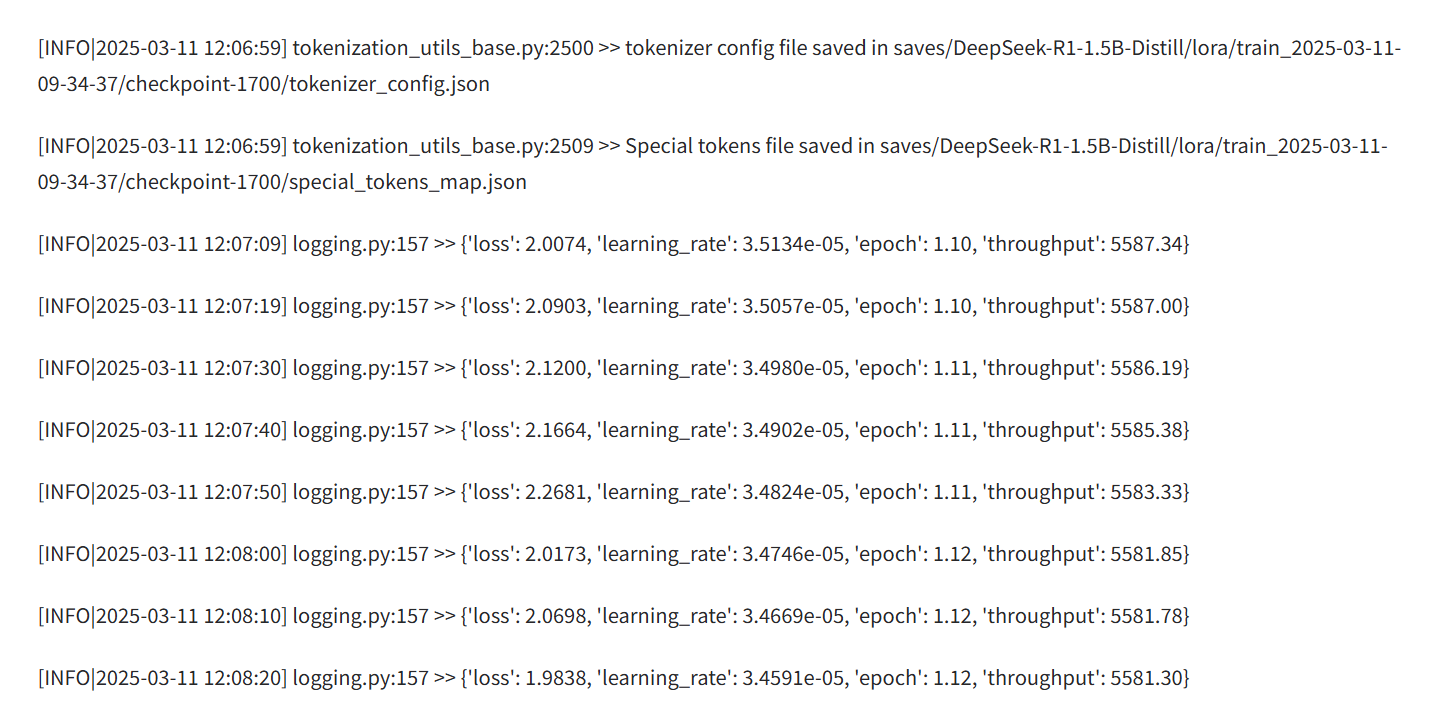 [INFO|2025-03-11 12:06:59] tokenization_utils_base.py:2500 >> tokenizer config file saved in saves/DeepSeek-R1-1.5B-Distill/lora/train_2025-03-11-
09-34-37/checkpoint-1700/tokenizer_config.json
[INFO|2025-03-11 12:06:59] tokenization_utils_base.py:2509 >> Special tokens file saved in saves/DeepSeek-R1-1.5B-Distill/lora/train_2025-03-11-
09-34-37/checkpoint-1700/special_tokens_map.json
[INFO|2025-03-11 12:07:09] logging.py:157 >> {'loss': 2.0074, 'learning_rate': 3.5134e-05, 'epoch': 1.10, 'throughput': 5587.34}
[INFO|2025-03-11 12:07:19] logging.py:157 >> {'loss': 2.0903, 'learning_rate': 3.5057e-05, 'epoch': 1.10, 'throughput': 5587.00}
[INFO|2025-03-11 12:07:30] logging.py:157 >> {'loss': 2.1200, 'learning_rate': 3.4980e-05, 'epoch': 1.11, 'throughput': 5586.19}
[INFO|2025-03-11 12:07:40] logging.py:157 >> {'loss': 2.1664, 'learning_rate': 3.4902e-05, 'epoch': 1.11, 'throughput': 5585.38}
[INFO|2025-03-11 12:07:50] logging.py:157 >> {'loss': 2.2681, 'learning_rate': 3.4824e-05, 'epoch': 1.11, 'throughput': 5583.33}
[INFO|2025-03-11 12:08:00] logging.py:157 >> {'loss': 2.0173, 'learning_rate': 3.4746e-05, 'epoch': 1.12, 'throughput': 5581.85}
[INFO|2025-03-11 12:08:10] logging.py:157 >> {'loss': 2.0698, 'learning_rate': 3.4669e-05, 'epoch': 1.12, 'throughput': 5581.78}
[INFO|2025-03-11 12:08:20] logging.py:157 >> {'loss': 1.9838, 'learning_rate': 3.4591e-05, 'epoch': 1.12, 'throughput': 5581.30}